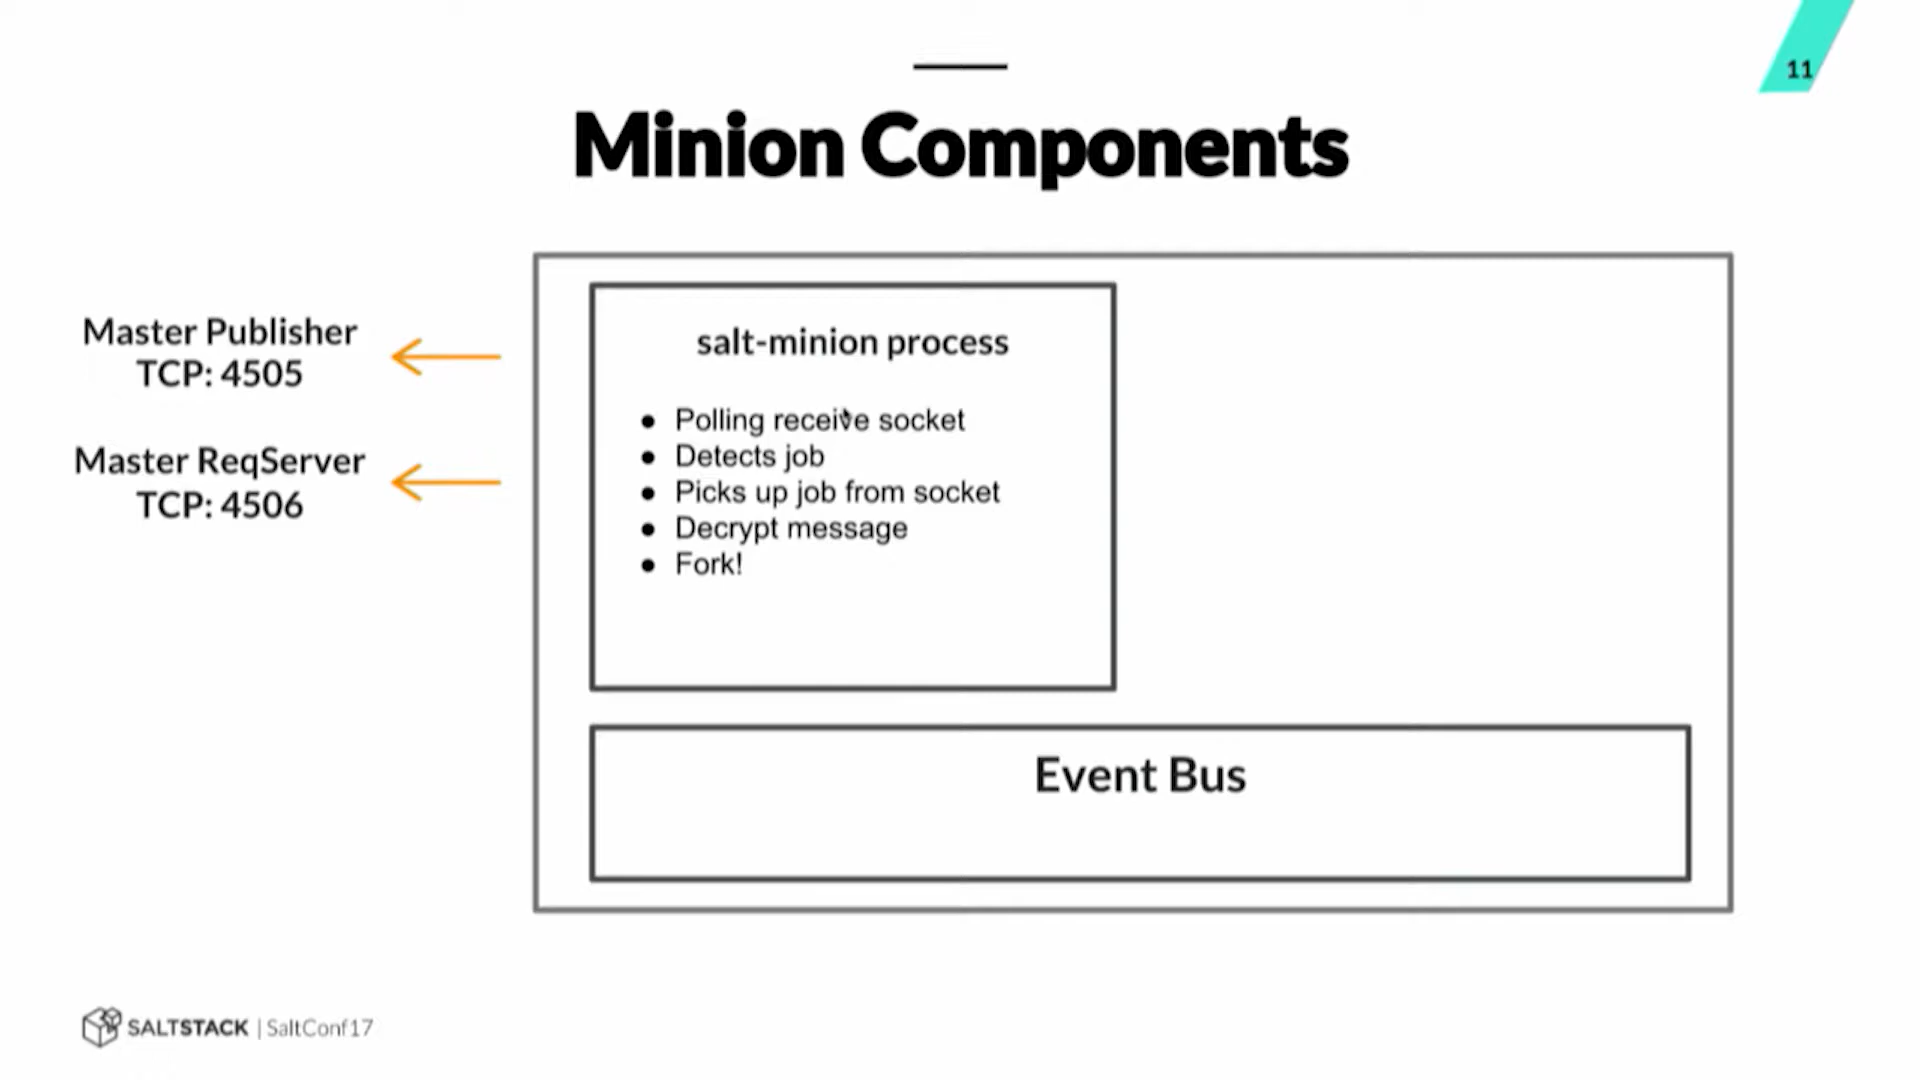 11
Minion Components
Master Publisher
TCP: 4505
Master ReqServer
TCP: 4506
salt-minion process
● Polling receive socket
● Detects job
● Picks up job from socket
● Decrypt message
● Fork!
Event Bus
SALTSTACK | SaltConf17